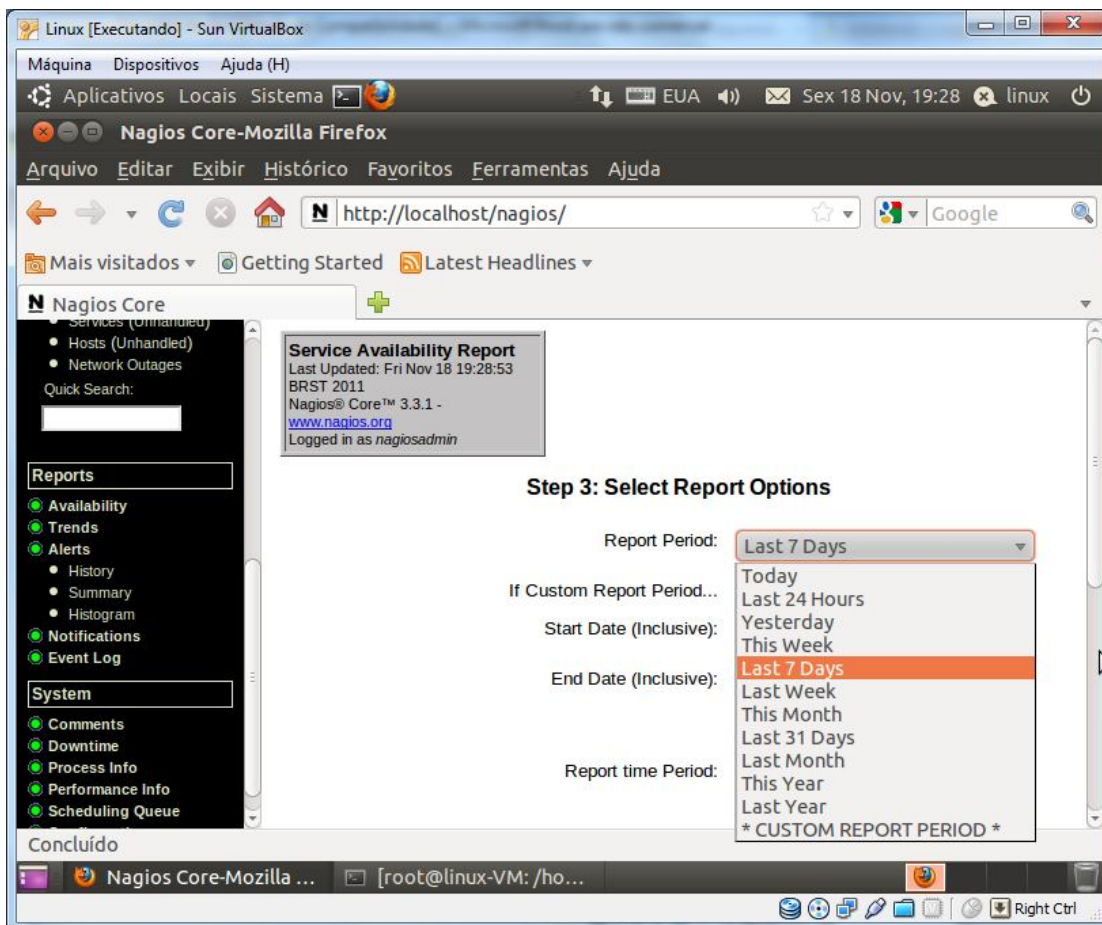 Linux [Executando] - Sun VirtualBox
Máquina Dispositivos Ajuda (H)
Aplicativos Locais Sistema EUA Sex 18 Nov, 19:28 linux
Nagios Core-Mozilla Firefox
Arquivo Editar Exibir Histórico Favoritos Ferramentas Ajuda
N http://localhost/nagios/ Google
Mais visitados Getting Started Latest Headlines
N Nagios Core
Services (Unhandled)
Hosts (Unhandled)
Network Outages
Quick Search:
Reports
Availability
Trends
Alerts
History
Summary
Histogram
Notifications
Event Log
System
Comments
Downtime
Process Info
Performance Info
Scheduling Queue
Service Availability Report
Last Updated: Fri Nov 18 19:28:53
BRST 2011
Nagios® Core™ 3.3.1 -
www.nagios.org
Logged in as nagiosadmin
Step 3: Select Report Options
Report Period: Last 7 Days
If Custom Report Period...
Start Date (Inclusive):
End Date (Inclusive):
Report time Period:
Today
Last 24 Hours
Yesterday
This Week
Last 7 Days
Last Week
This Month
Last 31 Days
Last Month
This Year
Last Year
* CUSTOM REPORT PERIOD *
Concluído
Nagios Core-Mozilla ... [root@linux-VM: /ho...
Right Ctrl